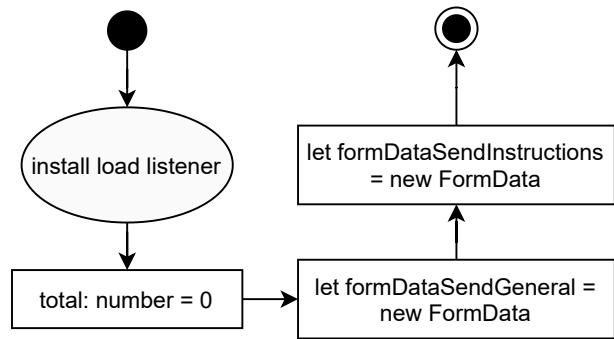 install load listener
total: number = 0
let formDataSendGeneral =
new FormData
let formDataSendInstructions
= new FormData